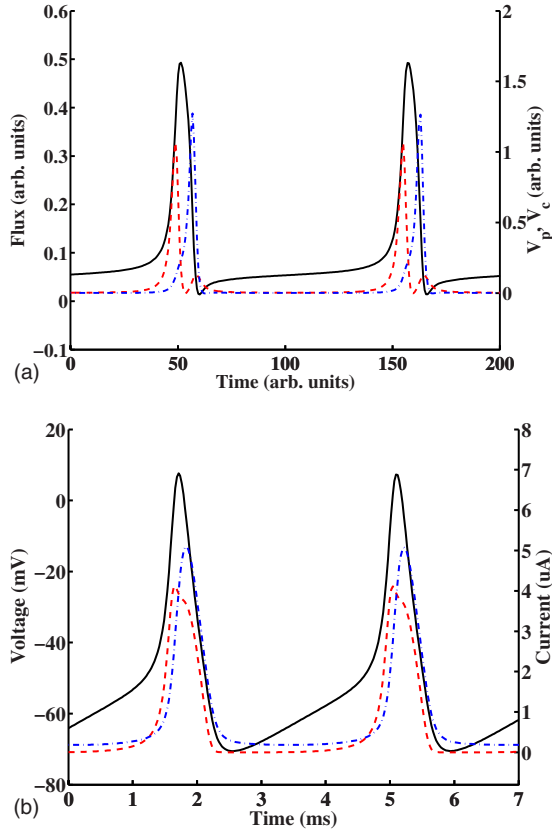 0.6
0.5
0.4
0.3
0.2
0.1
0
−0.1
Flux (arb. units)
2
1.5
1
0.5
0
V_p, V_c (arb. units)
0 50 100 150 200
Time (arb. units)
(a)
20
0
−20
−40
−60
−80
Voltage (mV)
8
7
6
5
4
3
2
1
0
Current (uA)
0 1 2 3 4 5 6 7
Time (ms)
(b)